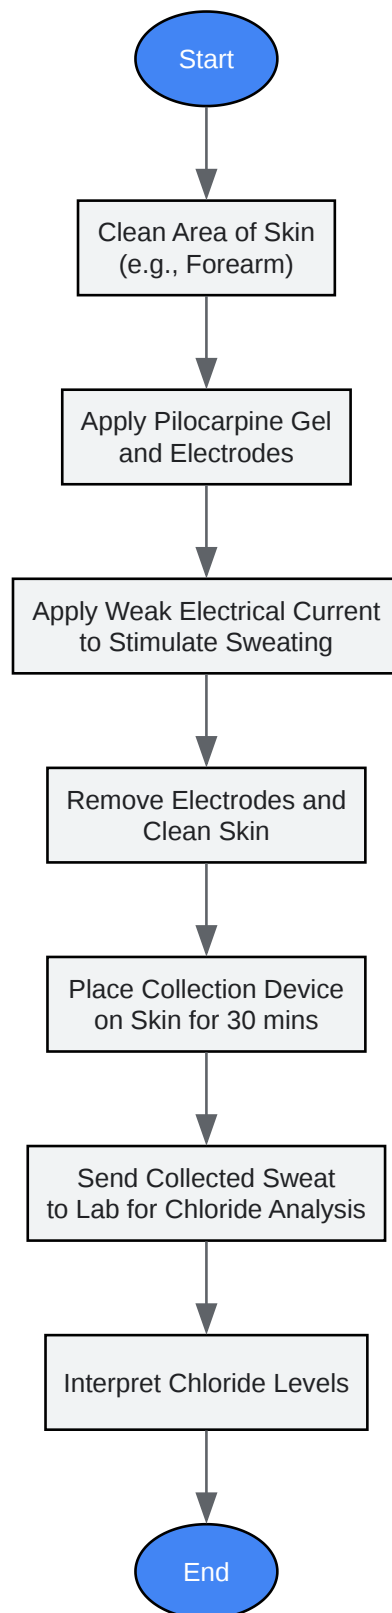 Start
Clean Area of Skin
(e.g., Forearm)
Apply Pilocarpine Gel
and Electrodes
Apply Weak Electrical Current
to Stimulate Sweating
Remove Electrodes and
Clean Skin
Place Collection Device
on Skin for 30 mins
Send Collected Sweat
to Lab for Chloride Analysis
Interpret Chloride Levels
End